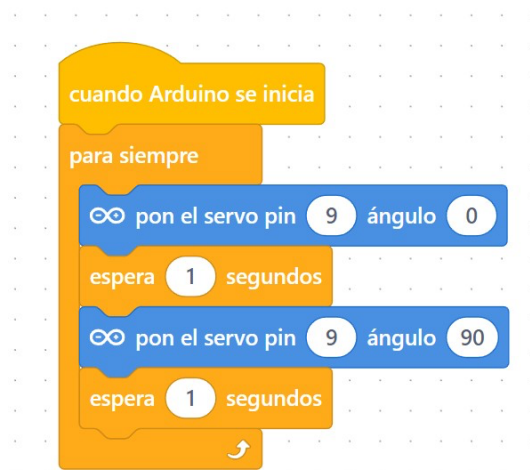 cuando Arduino se inicia
para siempre
pon el servo pin 9 ángulo 0
espera 1 segundos
pon el servo pin 9 ángulo 90
espera 1 segundos